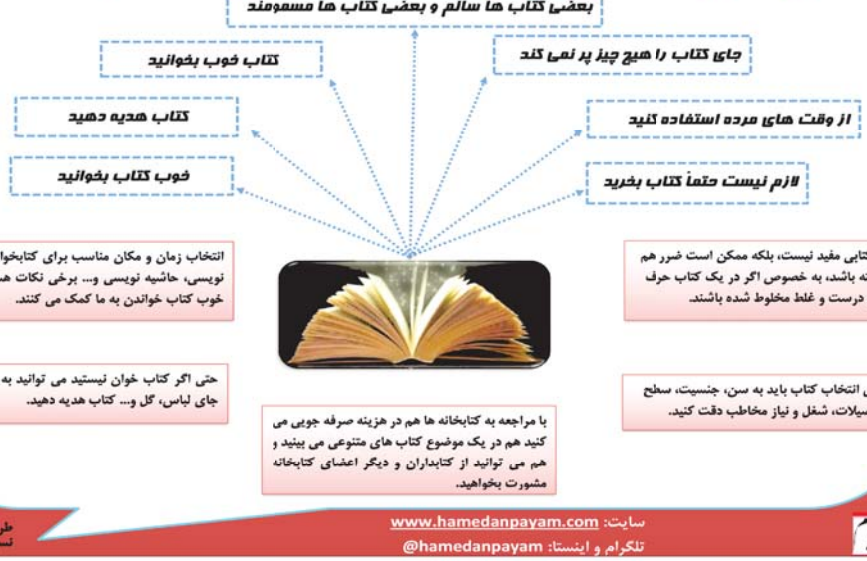 بعضی کتاب ها سالم و بعضی کتاب ها مسمومند
جای کتاب را هیچ چیز پر نمی کند
کتاب خوب بخوانید
از وقت های مرده استفاده کنید
کتاب هدیه دهید
لازم نیست حتماً کتاب بخرید
خوب کتاب بخوانید
کتابی مفید نیست، بلکه ممکن است ضرر هم
باشد، به خصوص اگر در یک کتاب حرف
درست و غلط مخلوط شده باشند.
انتخاب زمان و مکان مناسب برای
نویسی، حاشیه نویسی و... برخی نکات
خوب کتاب خواندن به ما کمک می کنند.
انتخاب کتاب باید به سن، جنسیت، سطح
شغل و نیاز مخاطب دقت کنید.
حتی اگر کتاب خوان نیستید می توانید به
جای لباس، گل و... کتاب هدیه دهید.
با مراجعه به کتابخانه ها هم در هزینه صرفه جویی می
کنید هم در یک موضوع کتاب های متنوعی می بینید و
هم می توانید از کتابداران و دیگر اعضای کتابخانه
مشورت بخواهید.
سایت: www.hamedanpayam.com
تلگرام و اینستا: @hamedanpayam